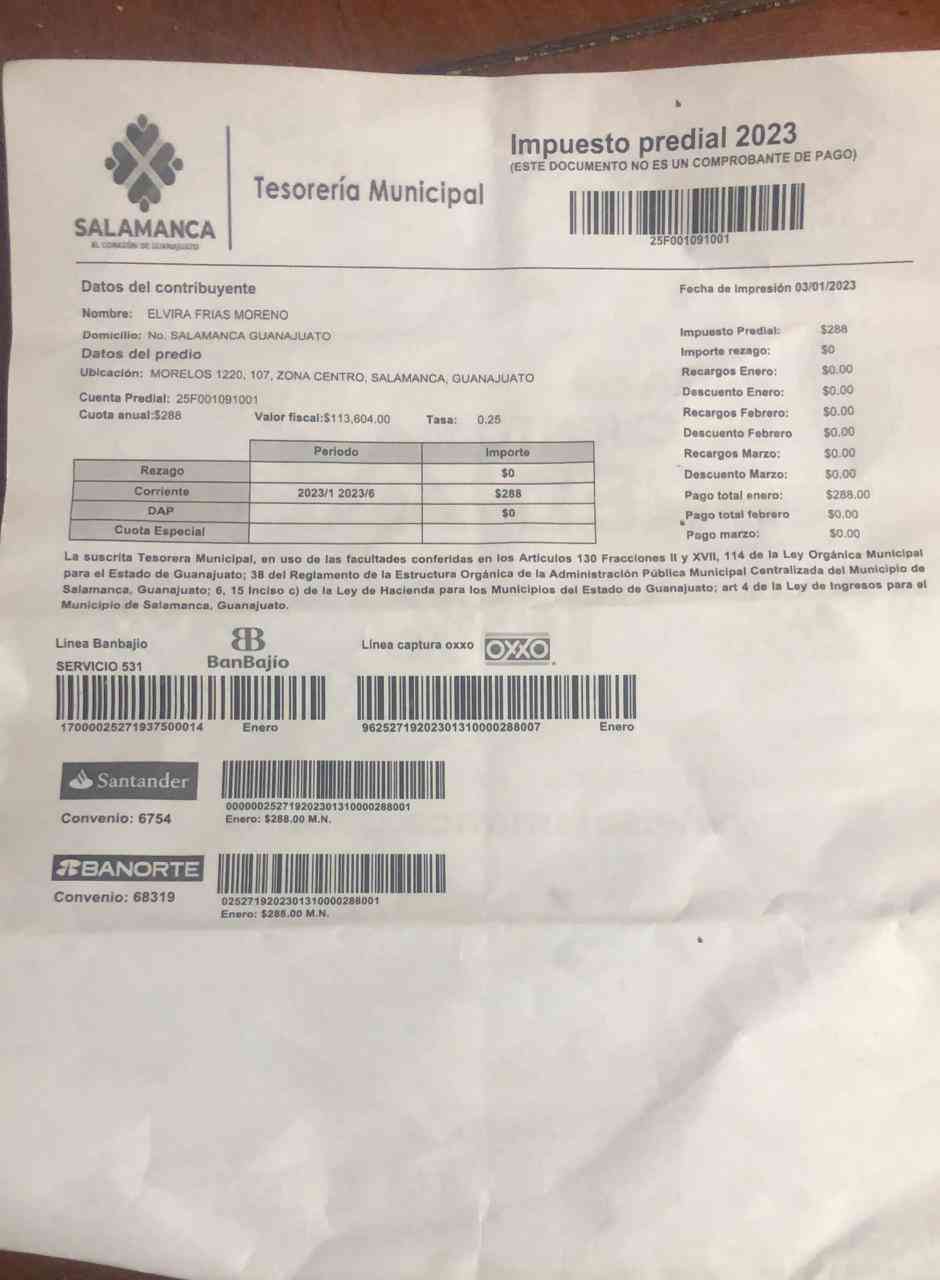 Impuesto predial 2023
(ESTE DOCUMENTO NO ES UN COMPROBANTE DE PAGO)
Tesorería Municipal
SALAMANCA
EL CORAZÓN DE GUANAJUATO
25F001091001
Datos del contribuyente
Fecha de Impresión 03/01/2023
Nombre: ELVIRA FRIAS MORENO
Domicilio: No. SALAMANCA GUANAJUATO
Datos del predio
Ubicación: MORELOS 1220, 107, ZONA CENTRO, SALAMANCA, GUANAJUATO
Cuenta Predial: 25F001091001
Cuota anual:$288 Valor fiscal:$113,604.00 Tasa: 0.25
Impuesto Predial: $288
Importe rezago: $0
Recargos Enero: $0.00
Descuento Enero: $0.00
Recargos Febrero: $0.00
Descuento Febrero $0.00
Recargos Marzo: $0.00
Descuento Marzo: $0.00
Pago total enero: $288.00
Pago total febrero $0.00
Pago marzo: $0.00
Periodo Importe
Rezago $0
Corriente 2023/1 2023/6 $288
DAP $0
Cuota Especial
La suscrita Tesorera Municipal, en uso de las facultades conferidas en los Artículos 130 Fracciones II y XVII, 114 de la Ley Orgánica Municipal
para el Estado de Guanajuato; 38 del Reglamento de la Estructura Orgánica de la Administración Pública Municipal Centralizada del Municipio de
Salamanca, Guanajuato; 6, 15 Inciso c) de la Ley de Hacienda para los Municipios del Estado de Guanajuato; art 4 de la Ley de Ingresos para el
Municipio de Salamanca, Guanajuato.
Linea Banbajio
SERVICIO 531
BB
BanBajío
Línea captura oxxo
OXXO
17000025271937500014 Enero
9625271920230131000028​8007 Enero
Santander
Convenio: 6754
00000025271920230131000028​8001
Enero: $288.00 M.N.
BANORTE
Convenio: 68319
02527192023013100002​88001
Enero: $288.00 M.N.